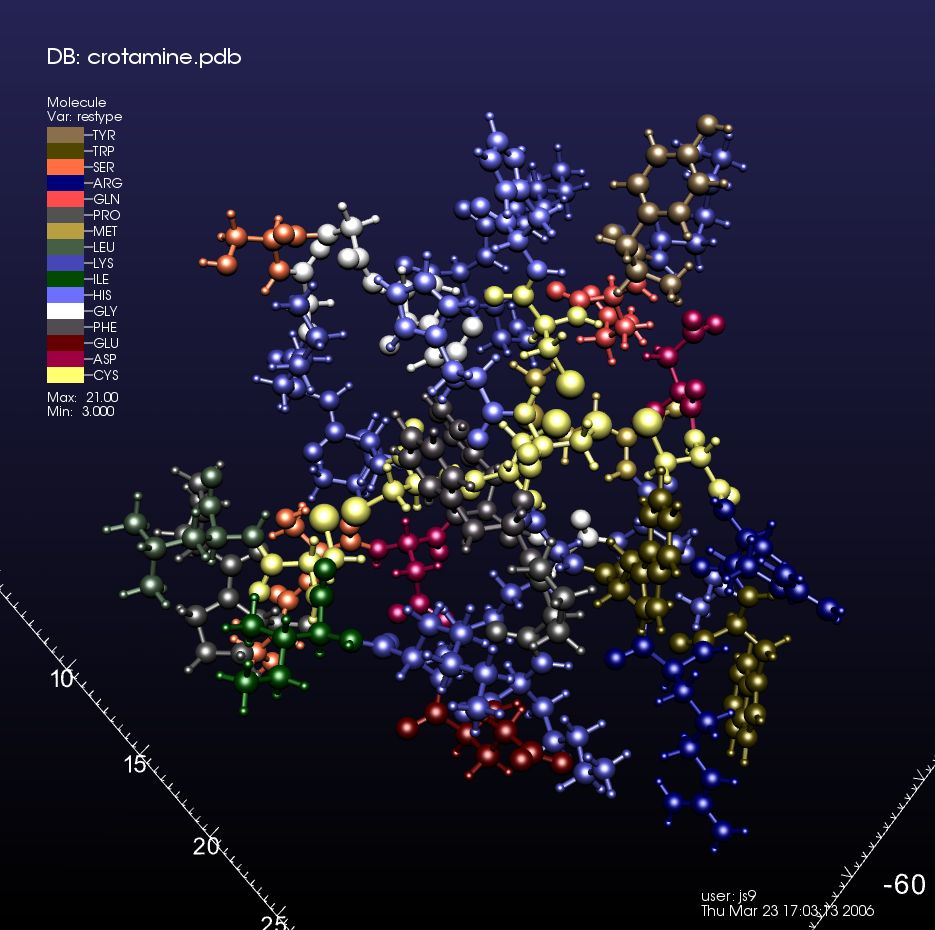 DB: crotamine.pdb
Molecule
Var: restype
TYR
TRP
SER
ARG
GLN
PRO
MET
LEU
LYS
ILE
HIS
GLY
PHE
GLU
ASP
CYS
Max: 21.00
Min: 3.000
10
15
20
25
-60
user: js9
Thu Mar 23 17:03:13 2006